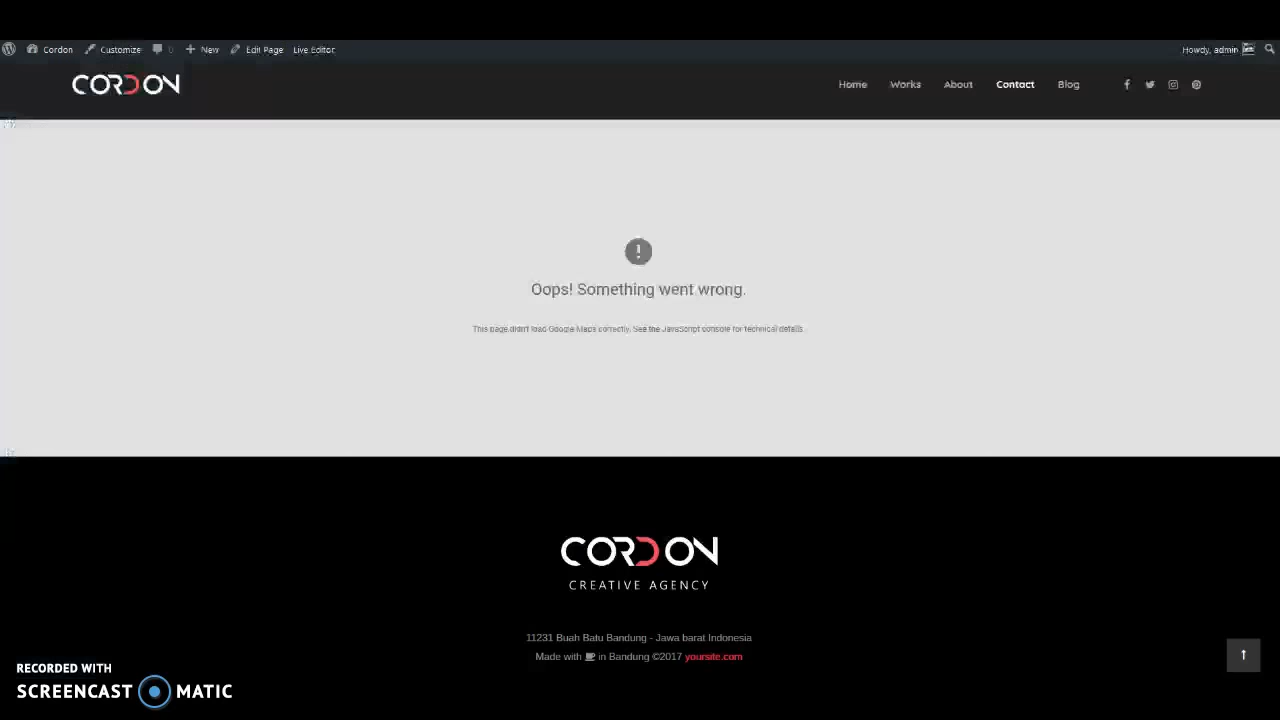 Cordon Customize 0 New Edit Page Live Editor Howdy, admin
CORDON Home Works About Contact Blog
!
Oops! Something went wrong.
This page didn't load Google Maps correctly. See the JavaScript console for technical details.
CORDON
CREATIVE AGENCY
11231 Buah Batu Bandung - Jawa barat Indonesia
Made with in Bandung ©2017 yoursite.com
RECORDED WITH
SCREENCAST MATIC